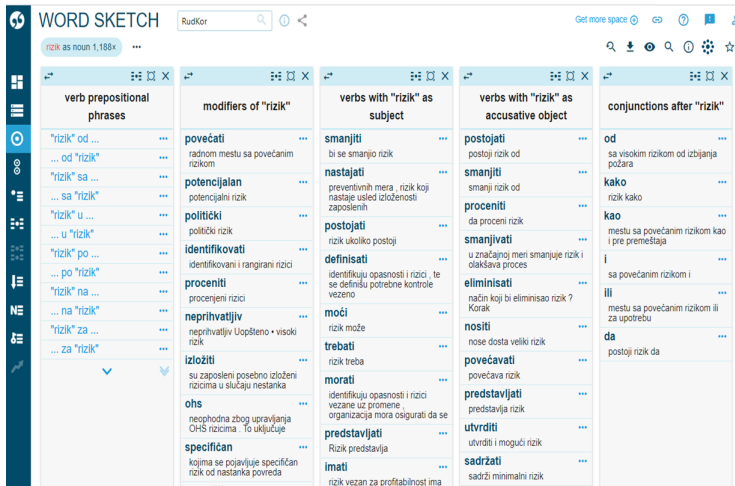 WORD SKETCH
RudKor
Get more space
rizik as noun 1,188×
verb prepositional
phrases
"rizik" od ...
... od "rizik"
"rizik" sa ...
... sa "rizik"
"rizik" u ...
... u "rizik"
"rizik" po ...
... po "rizik"
"rizik" na ...
... na "rizik"
"rizik" za ...
... za "rizik"
modifiers of "rizik"
povećati
radnom mestu sa povećanim
rizikom
potencijalan
potencijalni rizik
politički
politički rizik
identifikovati
identifikovani i rangirani rizici
proceniti
procenjeni rizici
neprihvatljiv
neprihvatljiv Uopšteno • visoki
rizik
izložiti
su zaposleni posebno izloženi
rizicima u slučaju nestanka
ohs
neophodna zbog upravljanja
OHS rizicima . To uključuje
specifičan
kojima se pojavljuje specifičan
rizik od nastanka povreda
verbs with "rizik" as
subject
smanjiti
bi se smanjio rizik
nastajati
preventivnih mera , rizik koji
nastaje usled izloženosti
zaposlenih
postojati
rizik ukoliko postoji
definisati
identifikuju opasnosti i rizici , te
se definišu potrebne kontrole
vezeno
moći
rizik može
trebati
rizik treba
morati
identifikuju opasnosti i rizici
vezane uz promene ,
organizacija mora osigurati da se
predstavljati
Rizik predstavlja
imati
rizik vezan za profitabilnost ima
verbs with "rizik" as
accusative object
postojati
postoji rizik od
smanjiti
smanji rizik od
proceniti
da proceni rizik
smanjivati
u značajnoj meri smanjuje rizik i
olakšava proces
eliminisati
način koji bi eliminisao rizik ?
Korak
nositi
nose dosta veliki rizik
povećavati
povećava rizik
predstavljati
predstavlja rizik
utvrditi
utvrditi i mogući rizik
sadržati
sadrži minimalni rizik
conjunctions after "rizik"
od
sa visokim rizikom od izbijanja
požara
kako
rizik kako
kao
mestu sa povećanim rizikom kao
i pre premeštaja
i
sa povećanim rizikom i
ili
mestu sa povećanim rizikom ili
za upotrebu
da
postoji rizik da